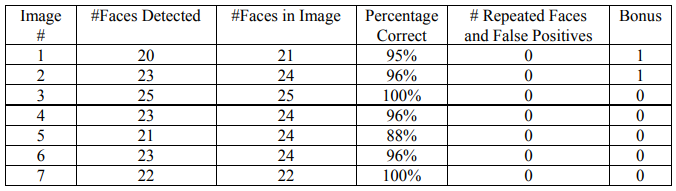 Image # #Faces Detected #Faces in Image Percentage Correct # Repeated Faces and False Positives Bonus
1 20 21 95% 0 1
2 23 24 96% 0 1
3 25 25 100% 0 0
4 23 24 96% 0 0
5 21 24 88% 0 0
6 23 24 96% 0 0
7 22 22 100% 0 0